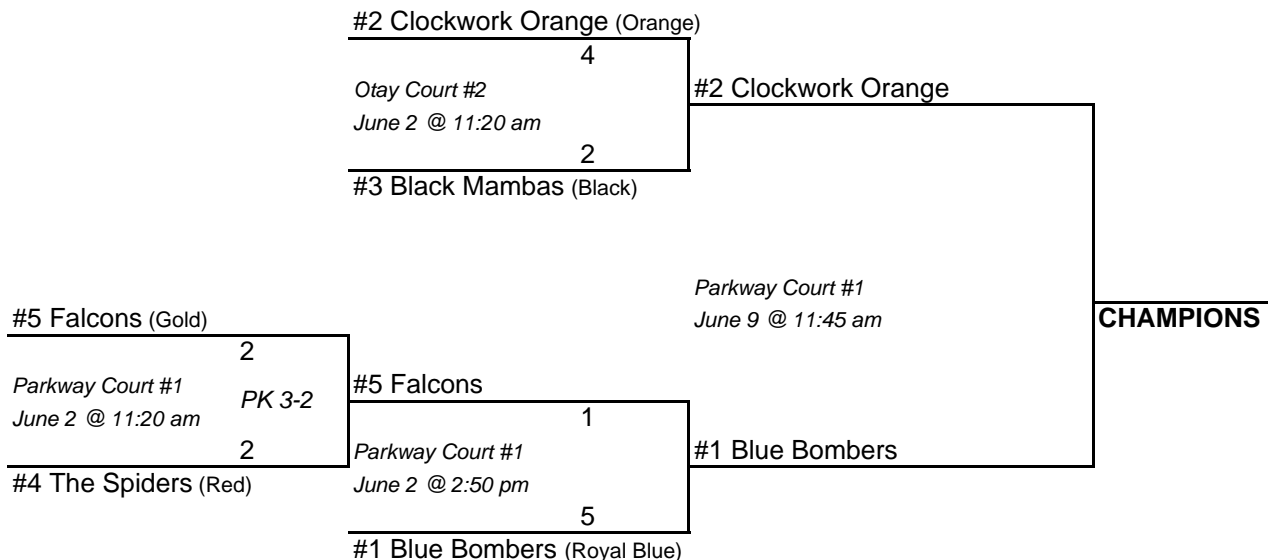 #2 Clockwork Orange (Orange)
4
Otay Court #2
June 2 @ 11:20 am
#2 Clockwork Orange
2
#3 Black Mambas (Black)
Parkway Court #1
June 9 @ 11:45 am
CHAMPIONS
#5 Falcons (Gold)
2
Parkway Court #1
June 2 @ 11:20 am
PK 3-2
2
#4 The Spiders (Red)
#5 Falcons
1
Parkway Court #1
June 2 @ 2:50 pm
#1 Blue Bombers
5
#1 Blue Bombers (Royal Blue)